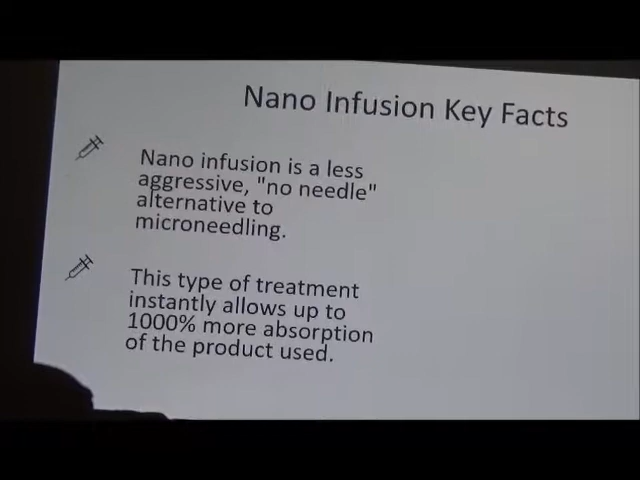 Nano Infusion Key Facts
Nano infusion is a less
aggressive, "no needle"
alternative to
microneedling.
This type of treatment
instantly allows up to
1000% more absorption
of the product used.